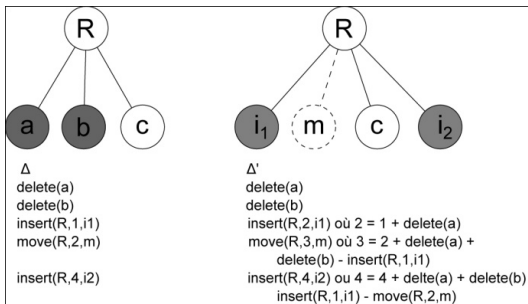 R
a b c
R
i1 m c i2
Δ
delete(a)
delete(b)
insert(R,1,i1)
move(R,2,m)
insert(R,4,i2)
Δ'
delete(a)
delete(b)
insert(R,2,i1) où 2 = 1 + delete(a)
move(R,3,m) où 3 = 2 + delete(a) +
delete(b) - insert(R,1,i1)
insert(R,4,i2) ou 4 = 4 + delte(a) + delete(b)
insert(R,1,i1) - move(R,2,m)